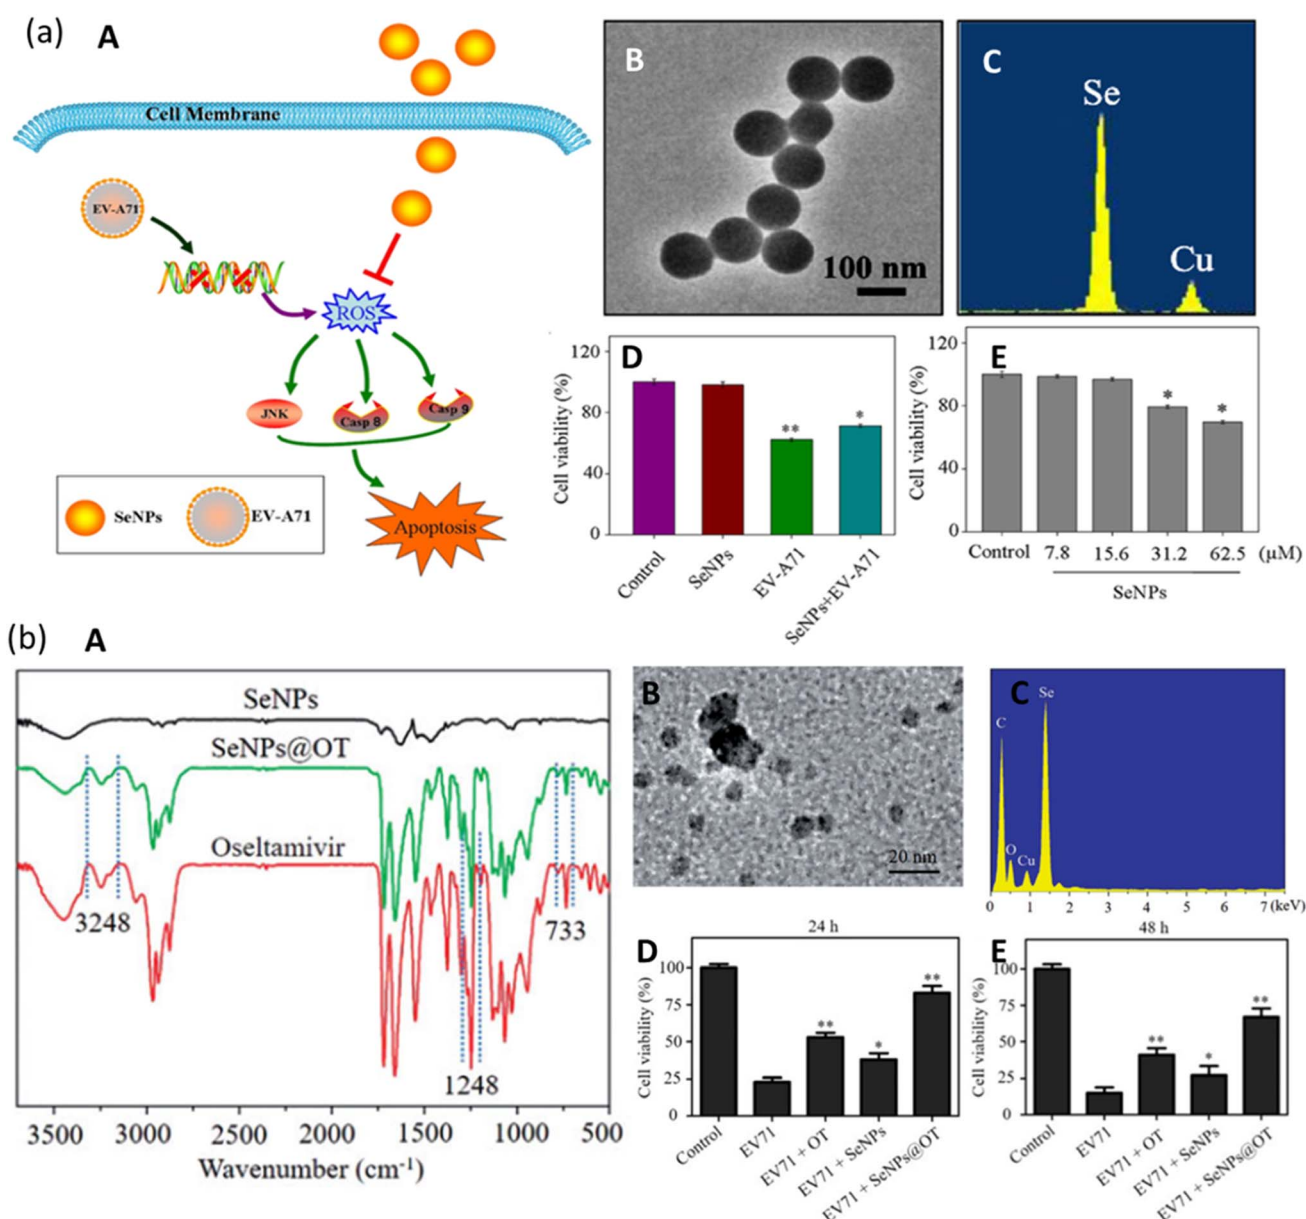 (a)
A
Cell Membrane
EV-A71
ROS
JNK
Casp 8
Casp 9
Apoptosis
SeNPs
EV-A71
B
100 nm
C
Se
Cu
D
Cell viability (%)
120
80
40
0
**
*
Control
SeNPs
EV-A71
SeNPs+EV-A71
E
Cell viability (%)
120
80
40
0
*
*
Control 7.8 15.6 31.2 62.5 (μM)
SeNPs
(b)
A
SeNPs
SeNPs@OT
Oseltamivir
3248
733
1248
3500 3000 2500 2000 1500 1000 500
Wavenumber (cm-1)
B
20 nm
C
C
O
Cu
Se
0 1 2 3 4 5 6 7 (keV)
D
24 h
Cell viability (%)
100
75
50
25
0
**
*
**
Control
EV71
EV71 + OT
EV71 + SeNPs
EV71 + SeNPs@OT
E
48 h
Cell viability (%)
100
75
50
25
0
**
*
**
Control
EV71
EV71 + OT
EV71 + SeNPs
EV71 + SeNPs@OT